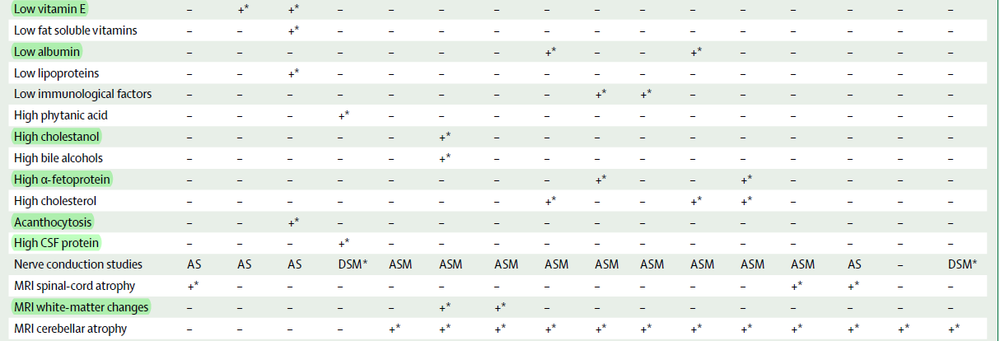 Low vitamin E – +* +* – – – – – – – – – – – – –
Low fat soluble vitamins – – +* – – – – – – – – – – – – –
Low albumin – – – – – – – +* – – +* – – – – –
Low lipoproteins – – +* – – – – – – – – – – – – –
Low immunological factors – – – – – – – – +* +* – – – – – –
High phytanic acid – – – +* – – – – – – – – – – – –
High cholestanol – – – – – +* – – – – – – – – – –
High bile alcohols – – – – – +* – – – – – – – – – –
High α-fetoprotein – – – – – – – – +* – – +* – – – –
High cholesterol – – – – – – – +* – – +* +* – – – –
Acanthocytosis – – +* – – – – – – – – – – – – –
High CSF protein – – – +* – – – – – – – – – – – –
Nerve conduction studies AS AS AS DSM* ASM ASM ASM ASM ASM ASM ASM ASM ASM AS – DSM*
MRI spinal-cord atrophy +* – – – – – – – – – – – +* +* – –
MRI white-matter changes – – – – – +* +* – – – – – – – – –
MRI cerebellar atrophy – – – – +* +* +* +* +* +* +* +* +* +* +* +*